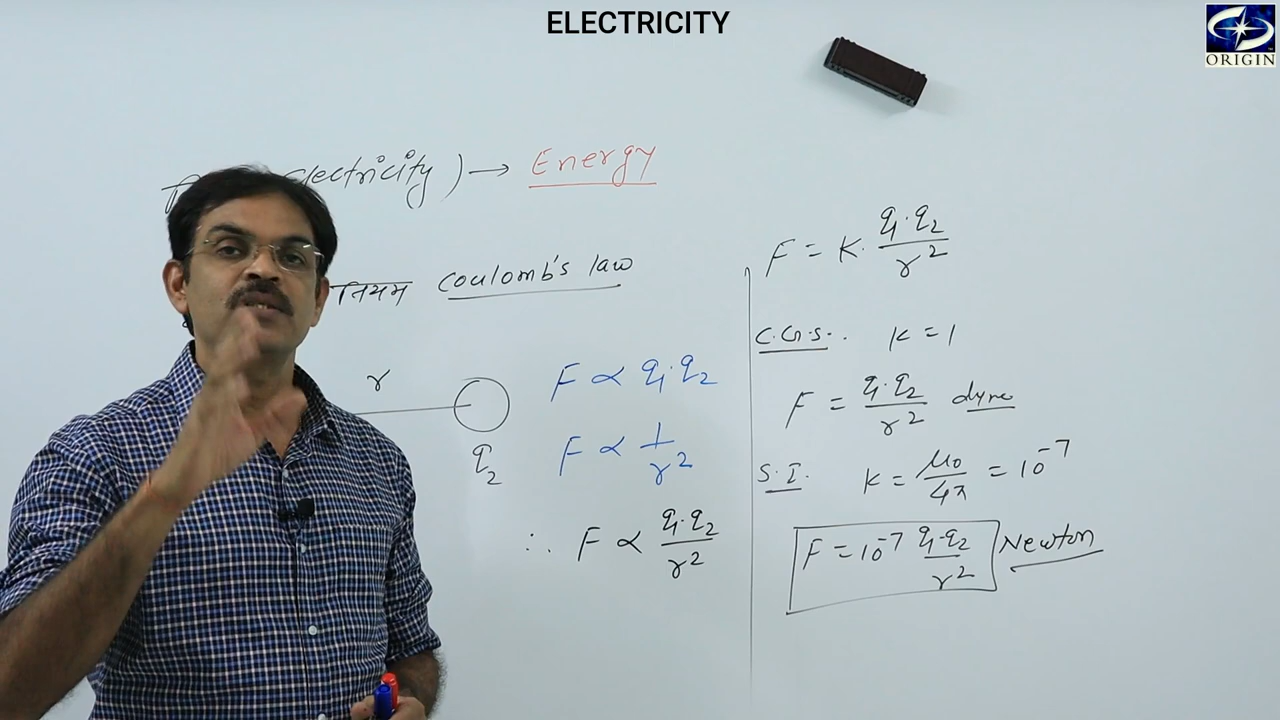 ELECTRICITY
ORIGIN
) → Energy
नियम Coulomb's law
r
q2
F ∝ q1.q2
F ∝ 1/r²
∴ F ∝ q1.q2/r²
F = K. q1.q2/r²
C.G.S. K = 1
F = q1.q2/r² dyne
S.I. K = μ0/4π = 10⁻⁷
F = 10⁻⁷ q1.q2/r² Newton